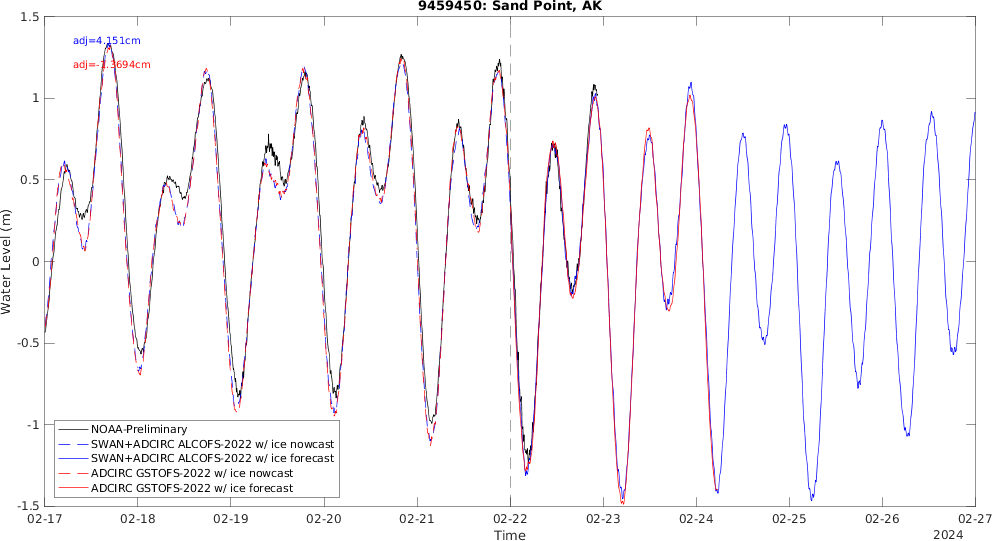 9459450: Sand Point, AK
1.5
adj=4.151cm
adj=-1.3694cm
1
0.5
0
-0.5
-1
-1.5
Water Level (m)
NOAA-Preliminary
SWAN+ADCIRC ALCOFS-2022 w/ ice nowcast
SWAN+ADCIRC ALCOFS-2022 w/ ice forecast
ADCIRC GSTOFS-2022 w/ ice nowcast
ADCIRC GSTOFS-2022 w/ ice forecast
02-17 02-18 02-19 02-20 02-21 02-22 02-23 02-24 02-25 02-26 02-27
Time
2024